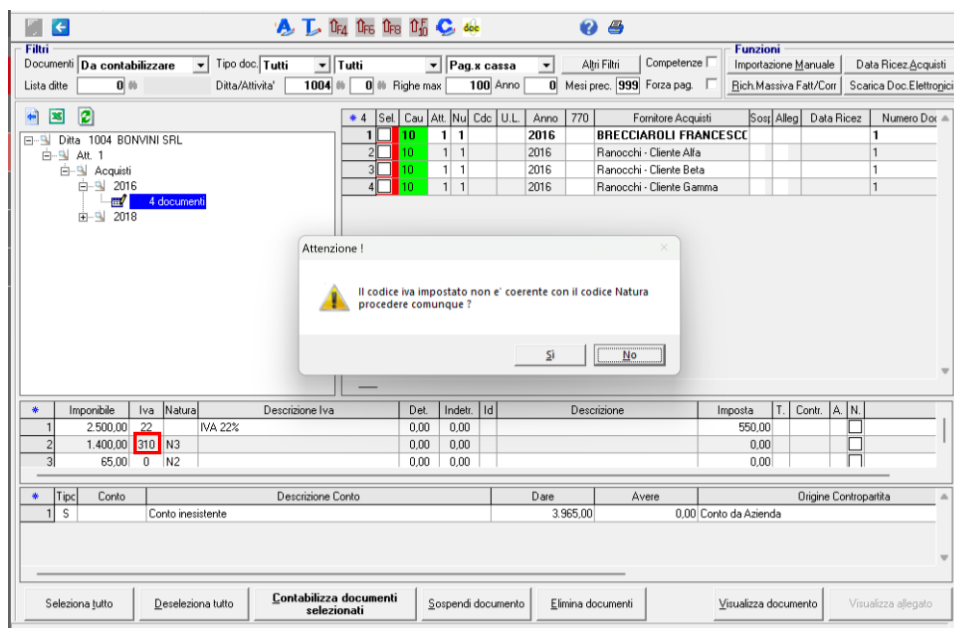 A T F4 F6 F8 F10 C doc
Filtri
Documenti Da contabilizzare Tipo doc. Tutti Tutti Pag.x cassa Altri Filtri Competenze
Lista ditte 0 Ditta/Attivita' 1004 0 Righe max 100 Anno 0 Mesi prec. 999 Forza pag.
Funzioni
Importazione Manuale Data Ricez.Acquisti
Rich.Massiva Fatt/Corr Scarica Doc.Elettronici
Ditta 1004 BONVINI SRL
Att. 1
Acquisti
2016
4 documenti
2018
* 4 Sel. Cau Att. Nu Cdc U.L. Anno 770 Fornitore Acquisti Sosp Alleg Data Ricez Numero Doc
1 10 1 1 2016 BRECCIAROLI FRANCESCO 1
2 10 1 1 2016 Ranocchi - Cliente Alfa 1
3 10 1 1 2016 Ranocchi - Cliente Beta 1
4 10 1 1 2016 Ranocchi - Cliente Gamma 1
Attenzione !
Il codice iva impostato non e' coerente con il codice Natura
procedere comunque ?
Sì No
* Imponibile Iva Natura Descrizione Iva Det. Indetr. Id Descrizione Imposta T. Contr. A. N.
1 2.500,00 22 IVA 22% 0,00 0,00 550,00
2 1.400,00 310 N3 0,00 0,00 0,00
3 65,00 0 N2 0,00 0,00 0,00
* Tipo Conto Descrizione Conto Dare Avere Origine Contropartita
1 S Conto inesistente 3.965,00 0,00 Conto da Azienda
Seleziona tutto Deseleziona tutto Contabilizza documenti selezionati Sospendi documento Elimina documenti Visualizza documento Visualizza allegato